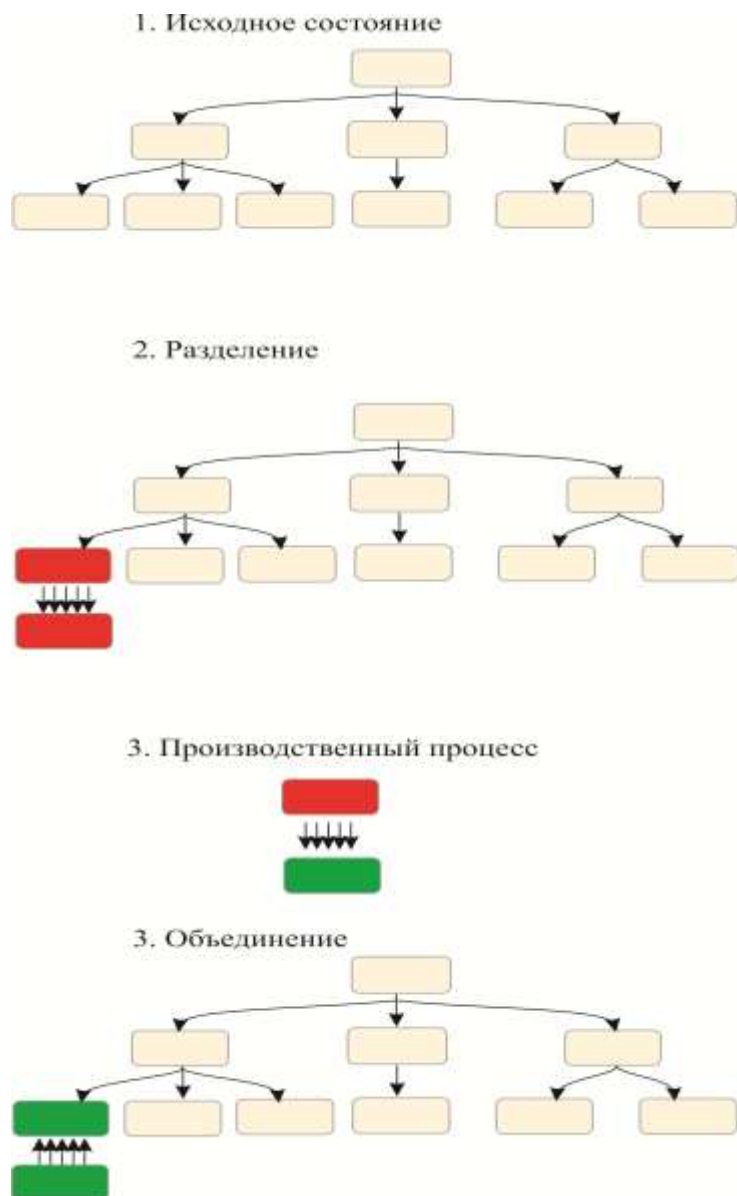 1. Исходное состояние
2. Разделение
3. Производственный процесс
3. Объединение